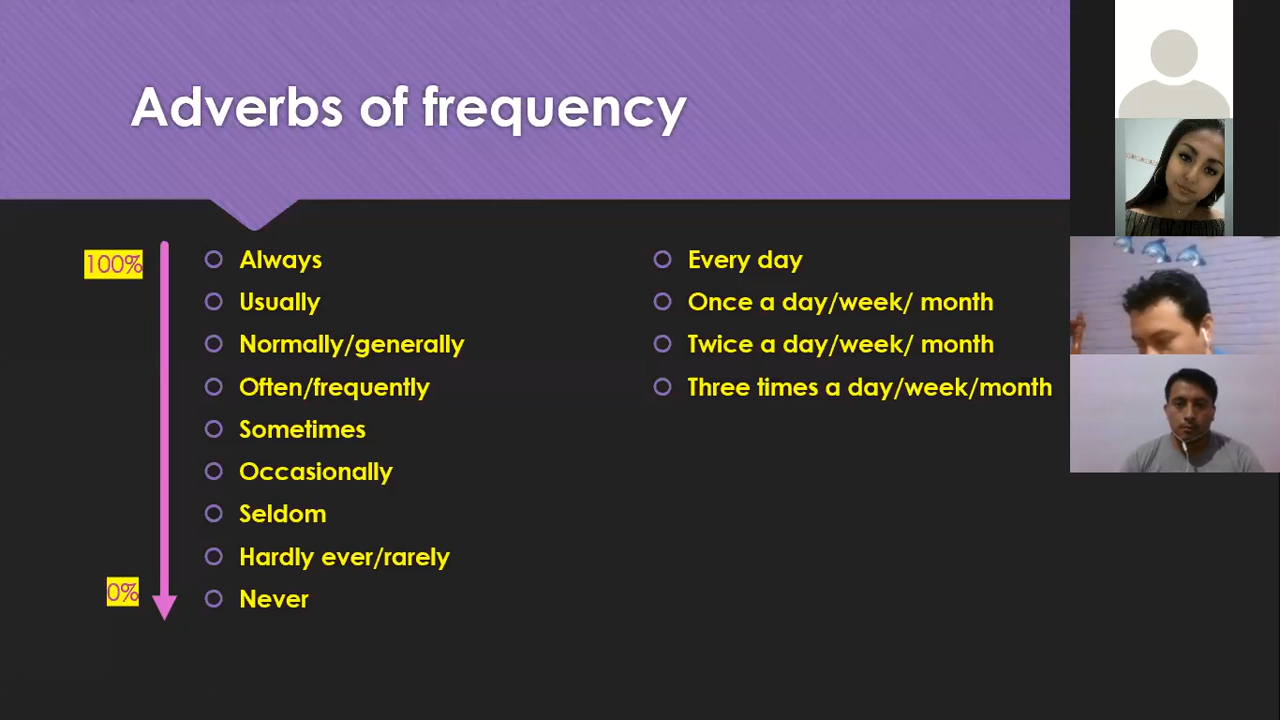 Adverbs of frequency
100%
Always
Usually
Normally/generally
Often/frequently
Sometimes
Occasionally
Seldom
Hardly ever/rarely
0%
Never
Every day
Once a day/week/ month
Twice a day/week/ month
Three times a day/week/month